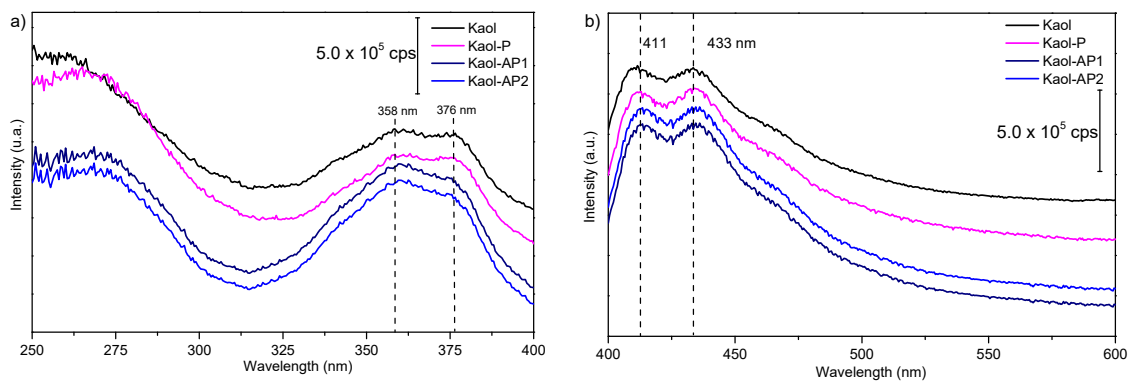 a)
Kaol
Kaol-P
Kaol-AP1
Kaol-AP2
5.0 x 10⁵ cps
358 nm
376 nm
Intensity (u.a.)
250 275 300 325 350 375 400
Wavelength (nm)
b)
Kaol
Kaol-P
Kaol-AP2
Kaol-AP1
411
433 nm
5.0 x 10⁵ cps
Intensity (a.u.)
400 450 500 550 600
Wavelength (nm)